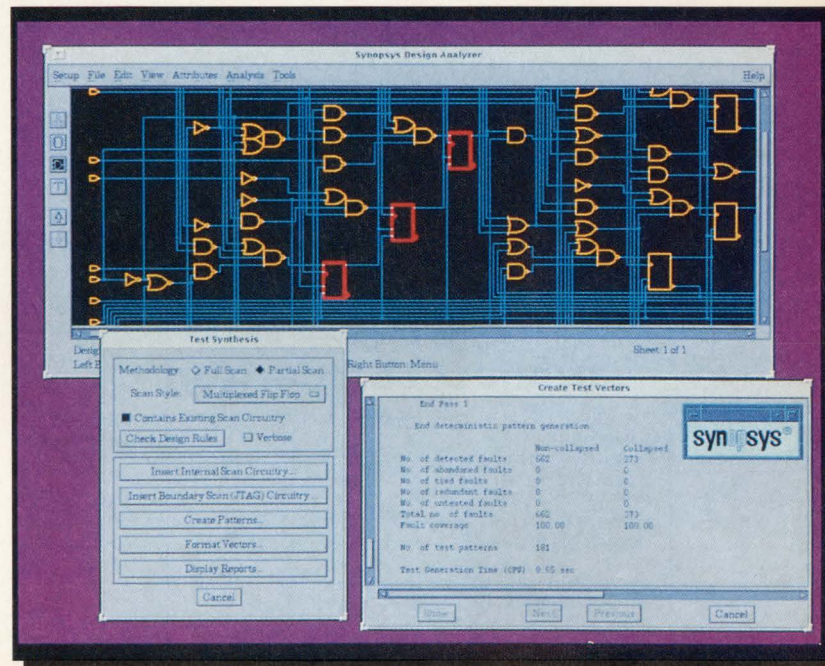 Synopsys Design Analyzer
Setup File Edit View Attributes Analysis Tools Help
Sheet: 1 of 1
Design
Left B Right Button: Menu
Test Synthesis
Methodology: Full Scan Partial Scan
Scan Style: Multiplexed Flip Flop
Contains Existing Scan Circuitry
Check Design Rules Verbose
Insert Internal Scan Circuitry...
Insert Boundary Scan (JTAG) Circuitry...
Create Patterns...
Format Vectors...
Display Reports...
Cancel
Create Test Vectors
End Pass 1
End deterministic pattern generation
synopsys®
Non-collapsed Collapsed
No. of detected faults 662 373
No. of abandoned faults 0 0
No. of tied faults 0 0
No. of redundant faults 0 0
No. of untested faults 0 0
Total no. of faults 662 373
Fault coverage 100.00 100.00
No. of test patterns 101
Test Generation Time (CPU) 0.65 sec
Show Next Previous Cancel